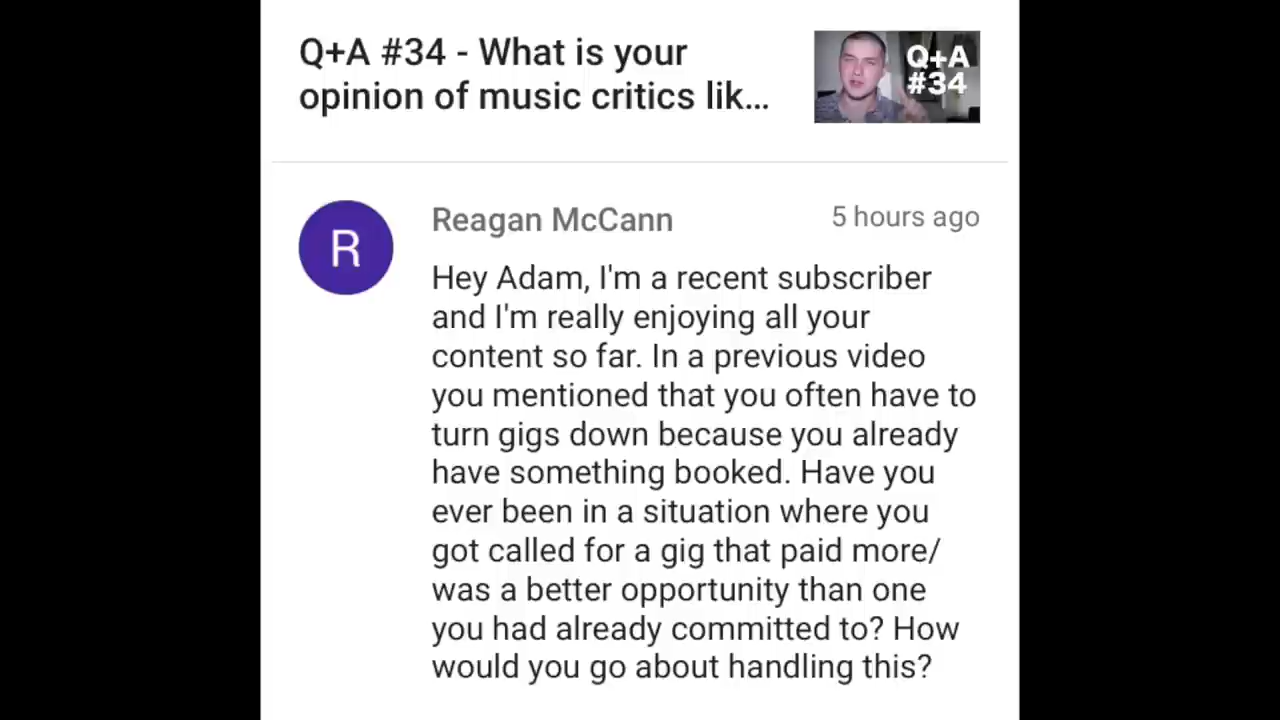 Q+A #34 - What is your
opinion of music critics lik...
Q+A
#34
R
Reagan McCann
5 hours ago
Hey Adam, I'm a recent subscriber
and I'm really enjoying all your
content so far. In a previous video
you mentioned that you often have to
turn gigs down because you already
have something booked. Have you
ever been in a situation where you
got called for a gig that paid more/
was a better opportunity than one
you had already committed to? How
would you go about handling this?